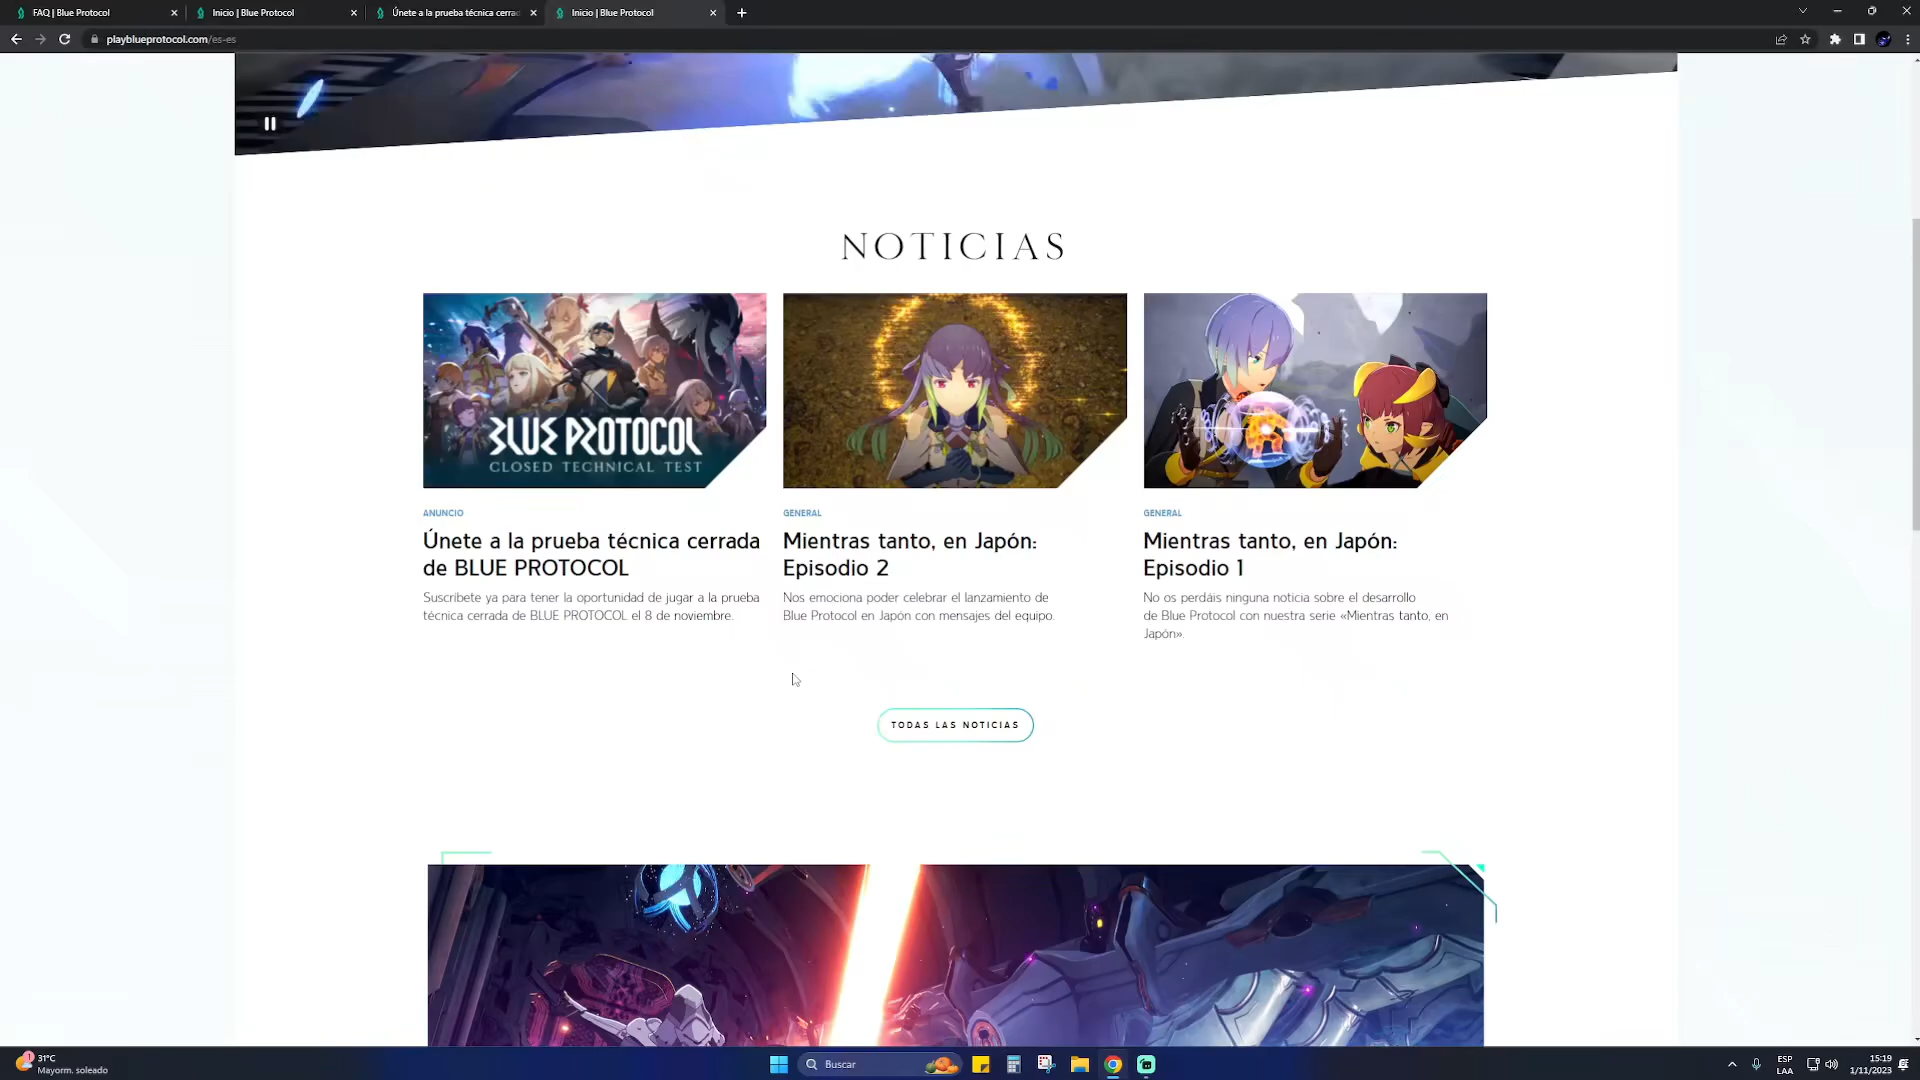 FAQ | Blue Protocol
Inicio | Blue Protocol
Únete a la prueba técnica cerrad
Inicio | Blue Protocol
playblueprotocol.com/es-es
NOTICIAS
BLUE PROTOCOL
CLOSED TECHNICAL TEST
ANUNCIO
Únete a la prueba técnica cerrada
de BLUE PROTOCOL
Suscríbete ya para tener la oportunidad de jugar a la prueba
técnica cerrada de BLUE PROTOCOL el 8 de noviembre.
GENERAL
Mientras tanto, en Japón:
Episodio 2
Nos emociona poder celebrar el lanzamiento de
Blue Protocol en Japón con mensajes del equipo.
GENERAL
Mientras tanto, en Japón:
Episodio 1
No os perdáis ninguna noticia sobre el desarrollo
de Blue Protocol con nuestra serie «Mientras tanto, en
Japón».
TODAS LAS NOTICIAS
1
31°C
Mayorm. soleado
Buscar
ESP
LAA
15:19
1/11/2023